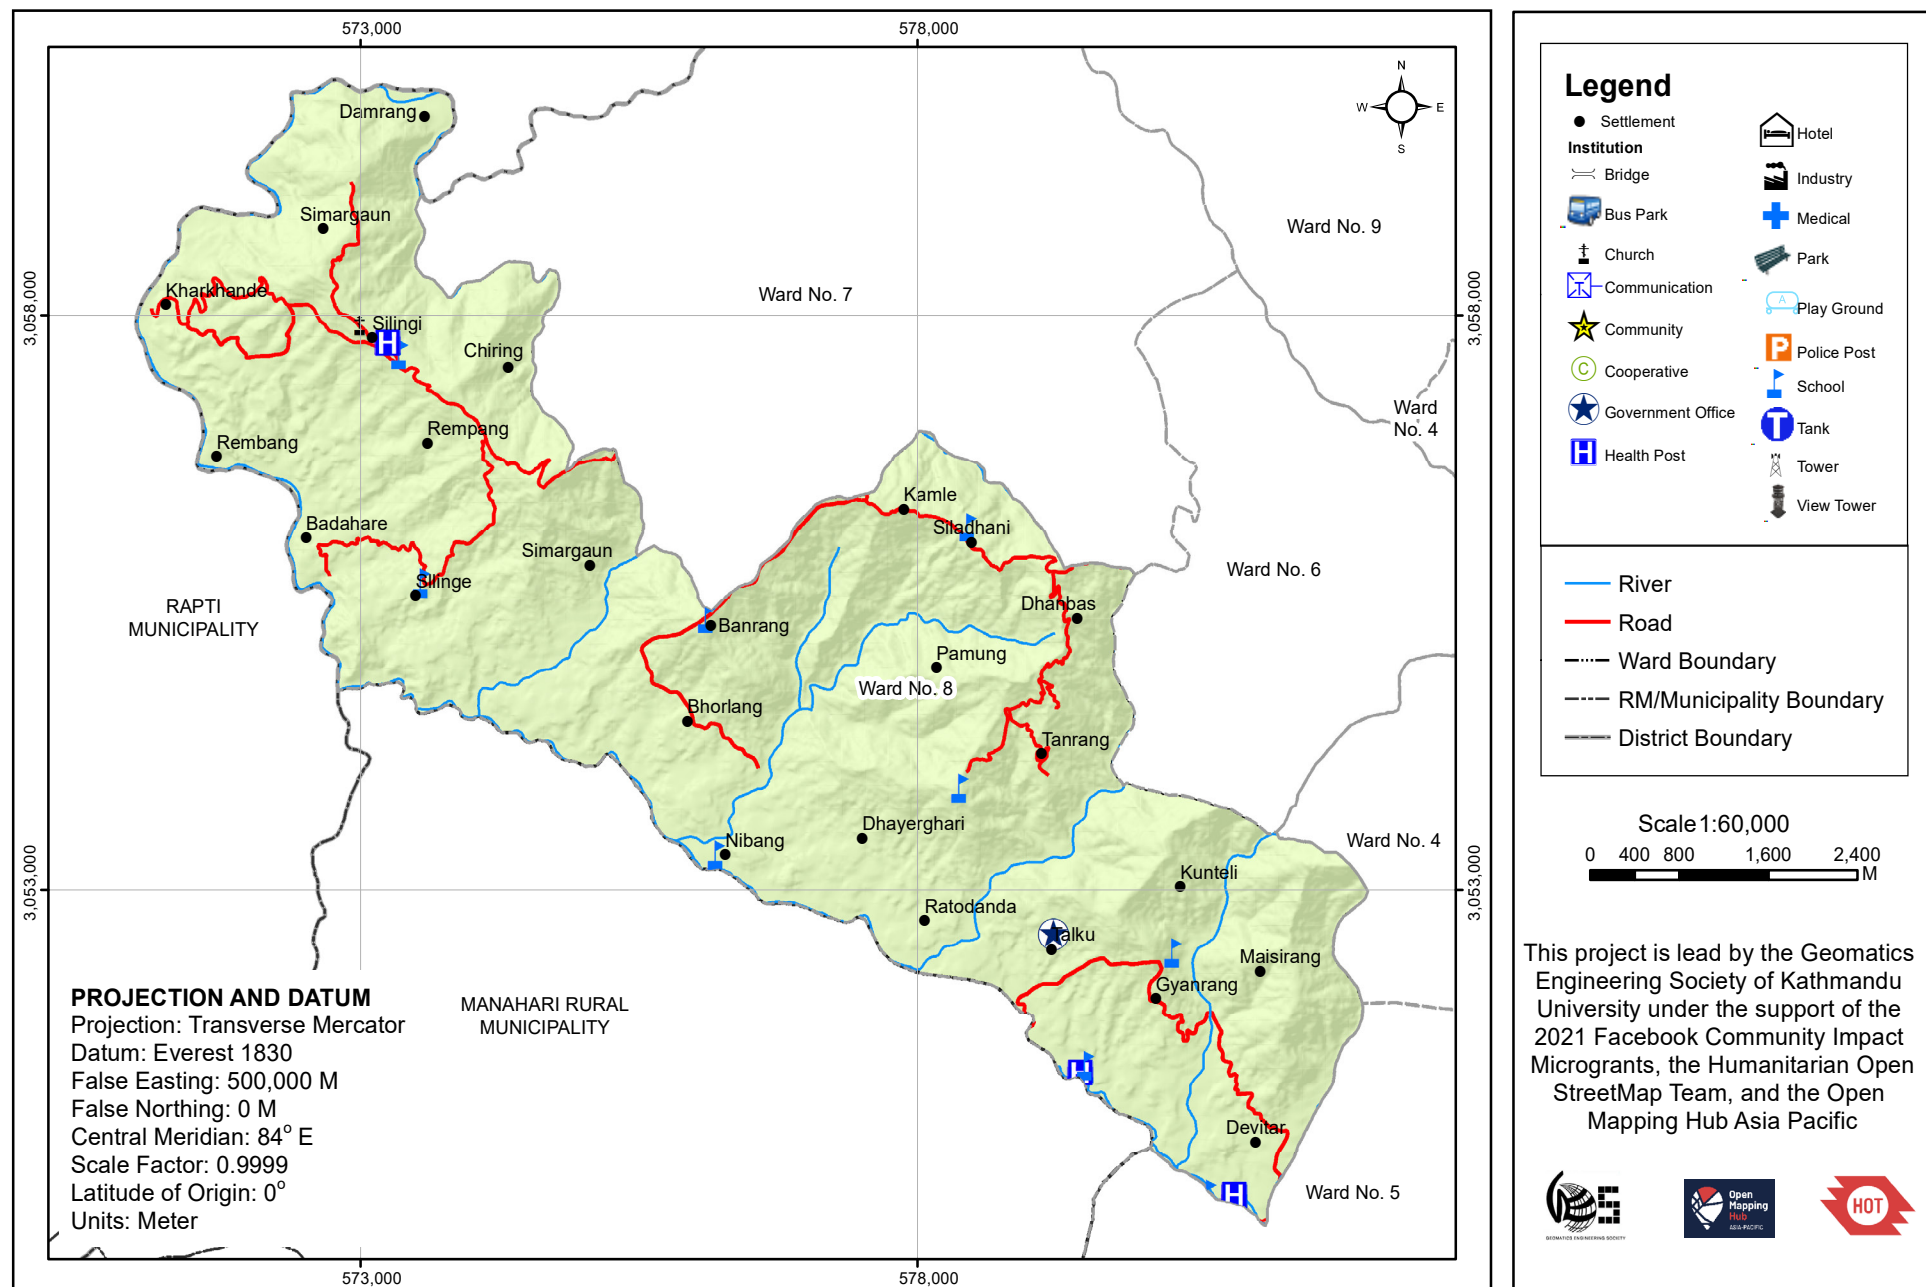 573,000
578,000
N
W
E
S
Damrang
Simargaun
Ward No. 9
Kharkhande
Ward No. 7
3,058,000
3,058,000
Silingi
Chiring
Ward
No. 4
Rempang
Rembang
Kamle
Badahare
Siladhani
Simargaun
Ward No. 6
Silinge
RAPTI
MUNICIPALITY
Dhanbas
Banrang
Pamung
Ward No. 8
Bhorlang
Tanrang
Dhayerghari
Nibang
Ward No. 4
Kunteli
3,053,000
3,053,000
Ratodanda
Talku
Maisirang
Gyanrang
MANAHARI RURAL
MUNICIPALITY
Devitar
Ward No. 5
PROJECTION AND DATUM
Projection: Transverse Mercator
Datum: Everest 1830
False Easting: 500,000 M
False Northing: 0 M
Central Meridian: 84° E
Scale Factor: 0.9999
Latitude of Origin: 0°
Units: Meter
573,000
578,000
Legend
Settlement
Institution
Bridge
Bus Park
Church
T
Communication
Community
C
Cooperative
Government Office
H
Health Post
Hotel
Industry
Medical
Park
A
Play Ground
P
Police Post
School
T
Tank
Tower
View Tower
River
Road
Ward Boundary
RM/Municipality Boundary
District Boundary
Scale 1:60,000
0 400 800 1,600 2,400
M
This project is lead by the Geomatics
Engineering Society of Kathmandu
University under the support of the
2021 Facebook Community Impact
Microgrants, the Humanitarian Open
StreetMap Team, and the Open
Mapping Hub Asia Pacific
GEOMATICS ENGINEERING SOCIETY
Open
Mapping
Hub
ASIA-PACIFIC
HOT